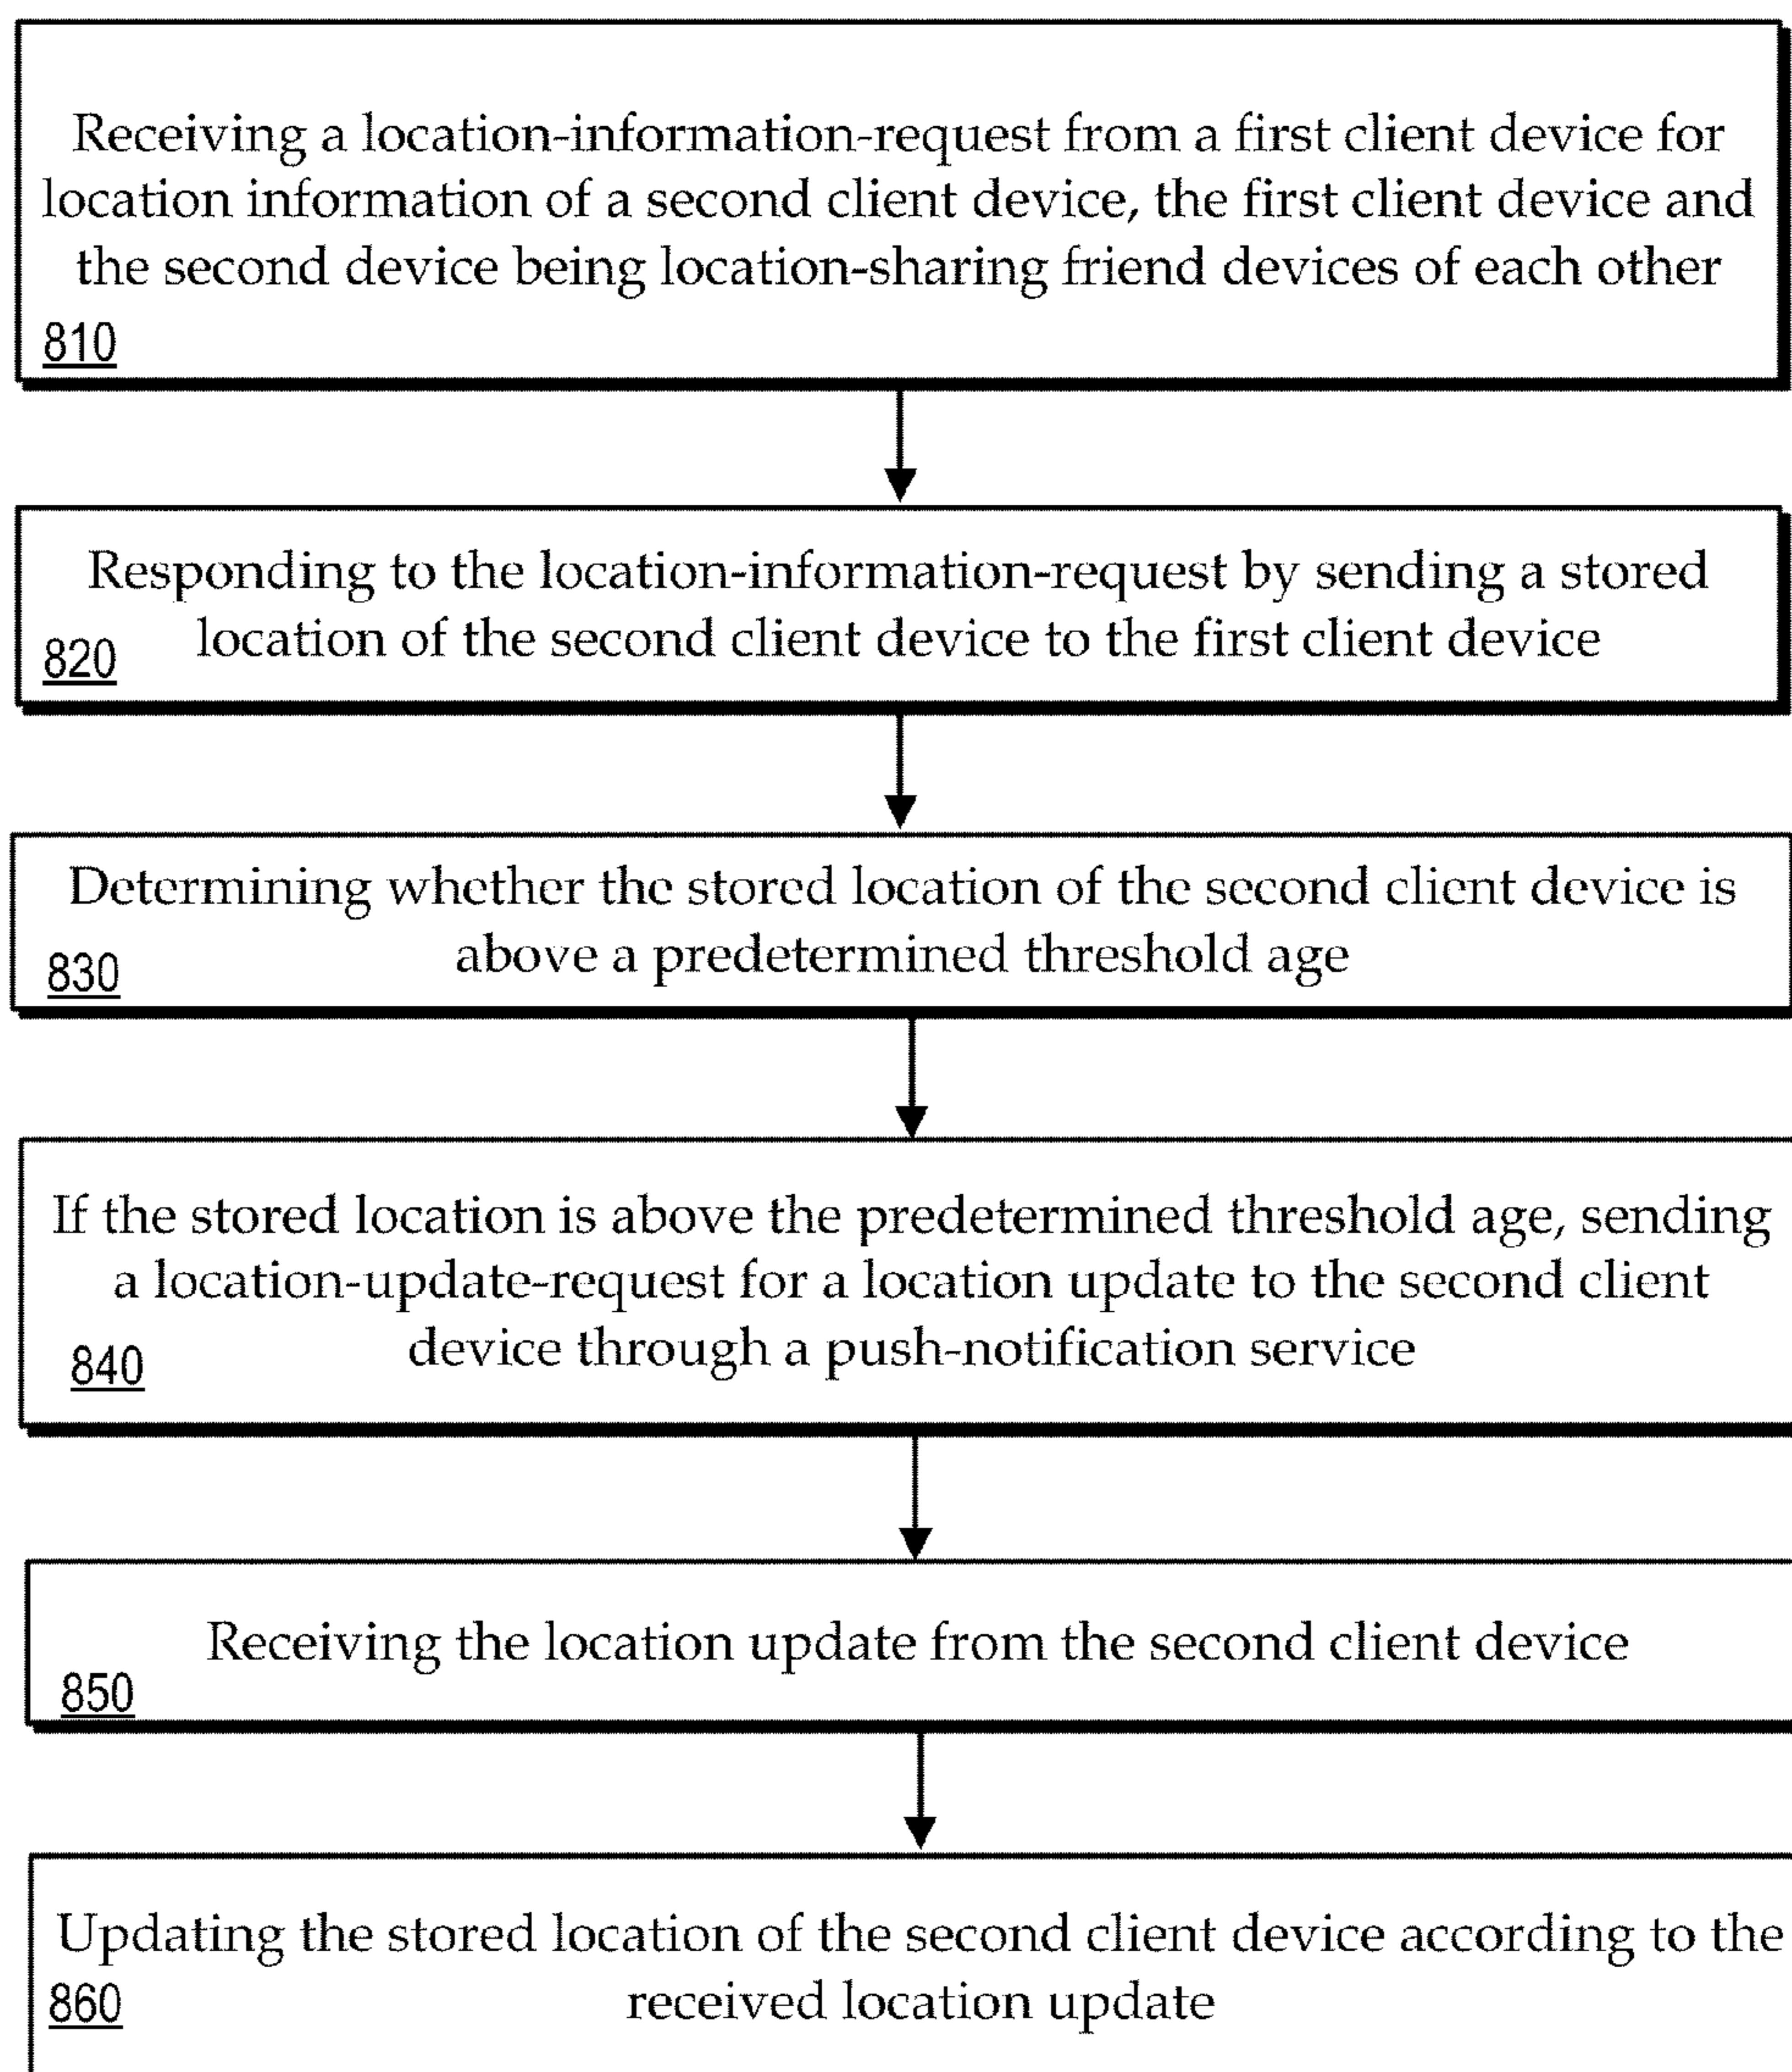 Receiving a location-information-request from a first client device for
location information of a second client device, the first client device and
the second device being location-sharing friend devices of each other
810
Responding to the location-information-request by sending a stored
location of the second client device to the first client device
820
Determining whether the stored location of the second client device is
above a predetermined threshold age
830
If the stored location is above the predetermined threshold age, sending
a location-update-request for a location update to the second client
device through a push-notification service
840
Receiving the location update from the second client device
850
Updating the stored location of the second client device according to the
received location update
860